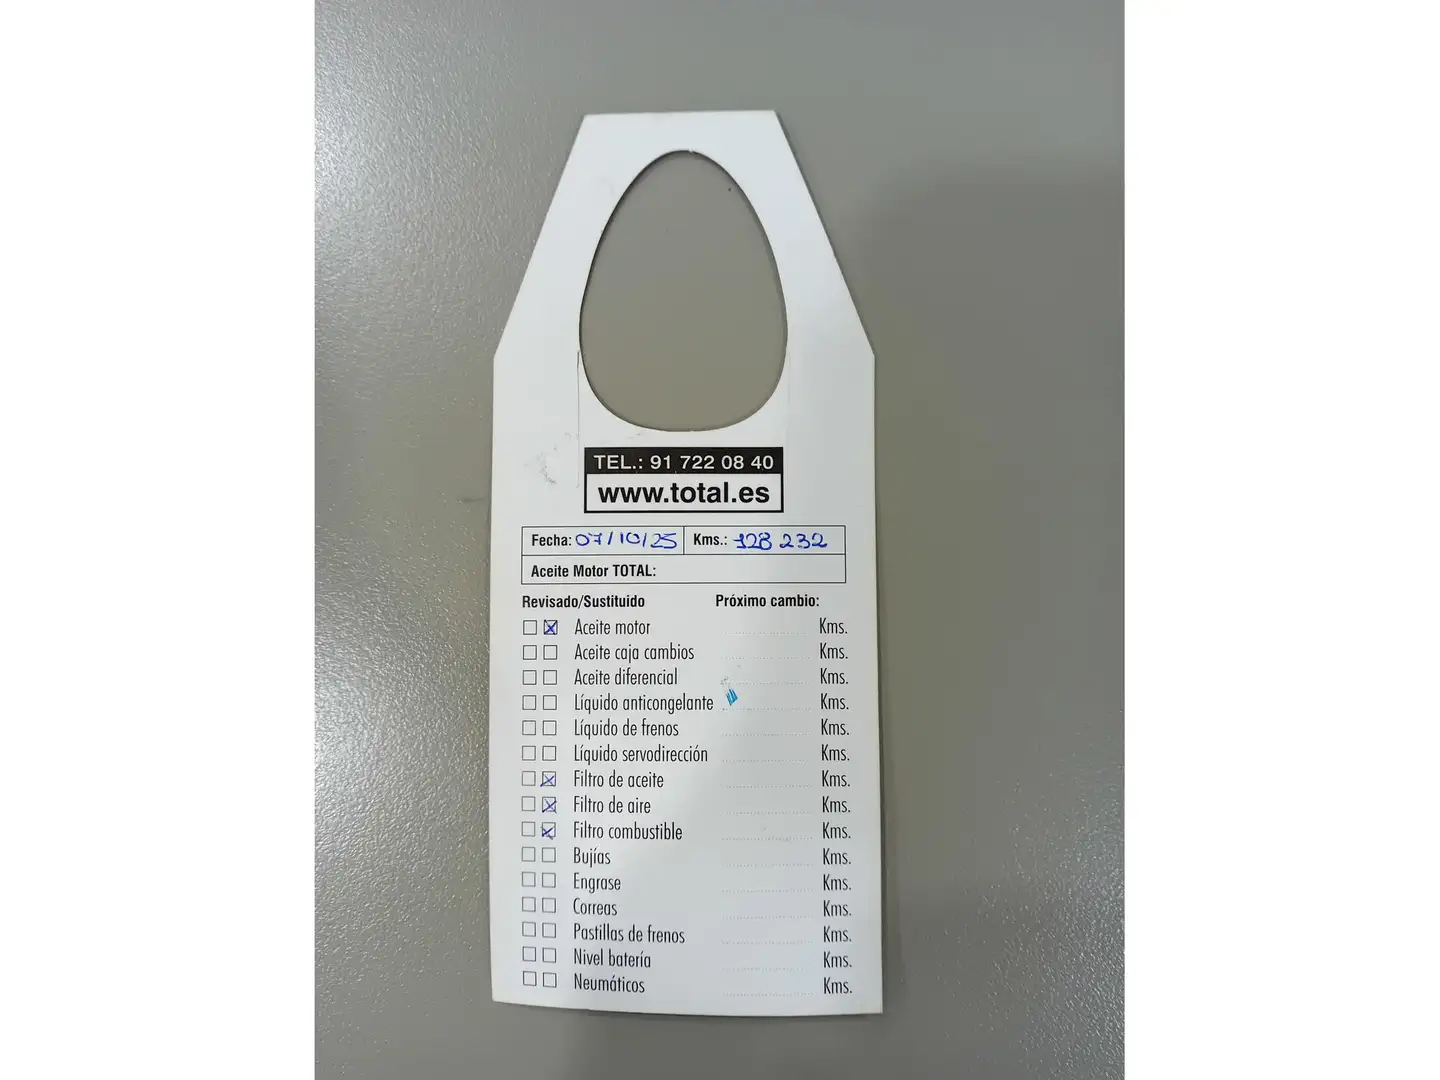 TEL.: 91 722 08 40
www.total.es
Fecha: 07/10/25 Kms.: 128 232
Aceite Motor TOTAL:
Revisado/Sustituido Próximo cambio:
Aceite motor Kms.
Aceite caja cambios Kms.
Aceite diferencial Kms.
Líquido anticongelante Kms.
Líquido de frenos Kms.
Líquido servodirección Kms.
Filtro de aceite Kms.
Filtro de aire Kms.
Filtro combustible Kms.
Bujías Kms.
Engrase Kms.
Correas Kms.
Pastillas de frenos Kms.
Nivel batería Kms.
Neumáticos Kms.